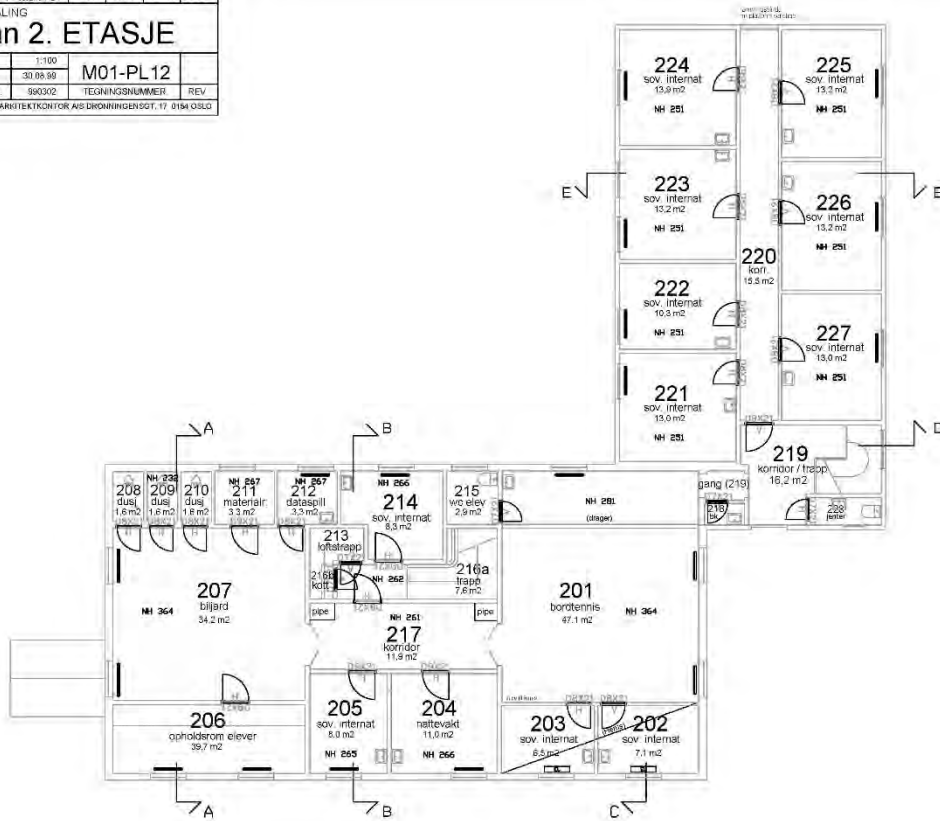 LING
n 2. ETASJE
1:100
30.08.99
M01-PL12
990302
TEGNINGSNUMMER
REV
ARKITEKTKONTOR A/S DRONNINGENSGT. 17 0154 OSLO
224
sov. internat
13,9 m2
NH 251
225
sov. internat
13,2 m2
NH 251
E
223
sov. internat
13,2 m2
NH 251
226
sov. internat
13,2 m2
NH 251
E
220
korr.
15,5 m2
222
sov. internat
10,3 m2
NH 251
227
sov. internat
13,0 m2
NH 251
221
sov. internat
13,0 m2
NH 251
219
korridor / trapp
16,2 m2
D
gang (219)
218
bk
228
jenter
A
B
NH 232
208
dusj
1,6 m2
209
dusj
1,6 m2
210
dusj
1,6 m2
NH 267
211
materialr.
3,3 m2
NH 267
212
dataspill
3,3 m2
NH 266
214
sov. internat
8,3 m2
215
wc elev
2,9 m2
NH 281
(drager)
213
loftstrapp
216b
kott
NH 262
216a
trapp
7,6 m2
207
biljard
34,2 m2
NH 364
pipe
NH 261
pipe
217
korridor
11,9 m2
201
bordtennis
47,1 m2
NH 364
206
opholdsrom elever
39,7 m2
205
sov. internat
8,0 m2
NH 265
204
nattevakt
11,0 m2
NH 266
203
sov. internat
6,5 m2
202
sov. internat
7,1 m2
A
B
C